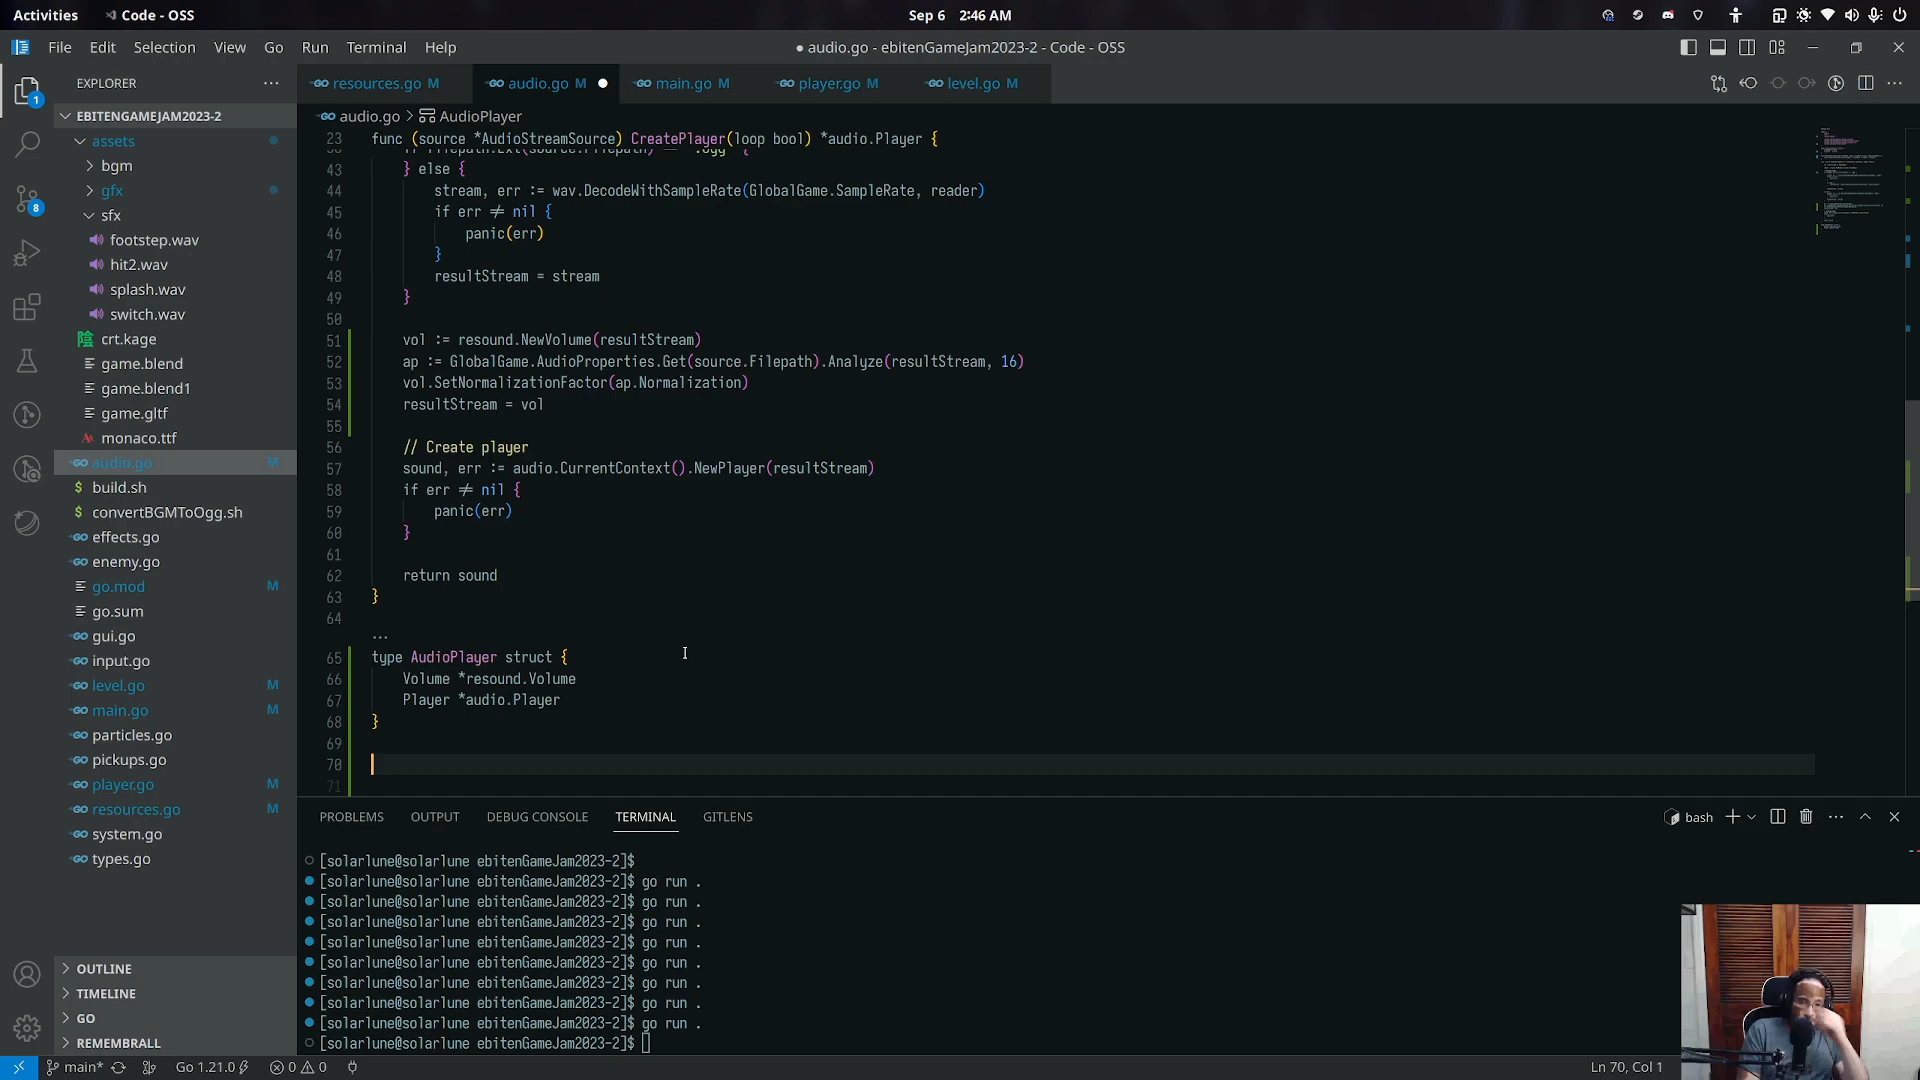 Activities
Code - OSS
Sep 6 2:46 AM
File Edit Selection View Go Run Terminal Help
● audio.go - ebitenGameJam2023-2 - Code - OSS
EXPLORER
resources.go M
audio.go M
main.go M
player.go M
level.go M
1
8
EBITENGAMEJAM2023-2
assets
bgm
gfx
sfx
footstep.wav
hit2.wav
splash.wav
switch.wav
crt.kage
game.blend
game.blend1
game.gltf
monaco.ttf
audio.go M
build.sh
convertBGMToOgg.sh
effects.go
enemy.go
go.mod M
go.sum
gui.go
input.go
level.go M
main.go M
particles.go
pickups.go
player.go M
resources.go M
system.go
types.go
OUTLINE
TIMELINE
GO
REMEMBRALL
audio.go > AudioPlayer
23 func (source *AudioStreamSource) CreatePlayer(loop bool) *audio.Player {
43 } else {
44 stream, err := wav.DecodeWithSampleRate(GlobalGame.SampleRate, reader)
45 if err ≠ nil {
46 panic(err)
47 }
48 resultStream = stream
49 }
50
51 vol := resound.NewVolume(resultStream)
52 ap := GlobalGame.AudioProperties.Get(source.Filepath).Analyze(resultStream, 16)
53 vol.SetNormalizationFactor(ap.Normalization)
54 resultStream = vol
55
56 // Create player
57 sound, err := audio.CurrentContext().NewPlayer(resultStream)
58 if err ≠ nil {
59 panic(err)
60 }
61
62 return sound
63 }
64
...
65 type AudioPlayer struct {
66 Volume *resound.Volume
67 Player *audio.Player
68 }
69
70
71
PROBLEMS OUTPUT DEBUG CONSOLE TERMINAL GITLENS
bash
[solarlune@solarlune ebitenGameJam2023-2]$
[solarlune@solarlune ebitenGameJam2023-2]$ go run .
[solarlune@solarlune ebitenGameJam2023-2]$ go run .
[solarlune@solarlune ebitenGameJam2023-2]$ go run .
[solarlune@solarlune ebitenGameJam2023-2]$ go run .
[solarlune@solarlune ebitenGameJam2023-2]$ go run .
[solarlune@solarlune ebitenGameJam2023-2]$ go run .
[solarlune@solarlune ebitenGameJam2023-2]$ go run .
[solarlune@solarlune ebitenGameJam2023-2]$ go run .
[solarlune@solarlune ebitenGameJam2023-2]$
main* Go 1.21.0 0 0
Ln 70, Col 1